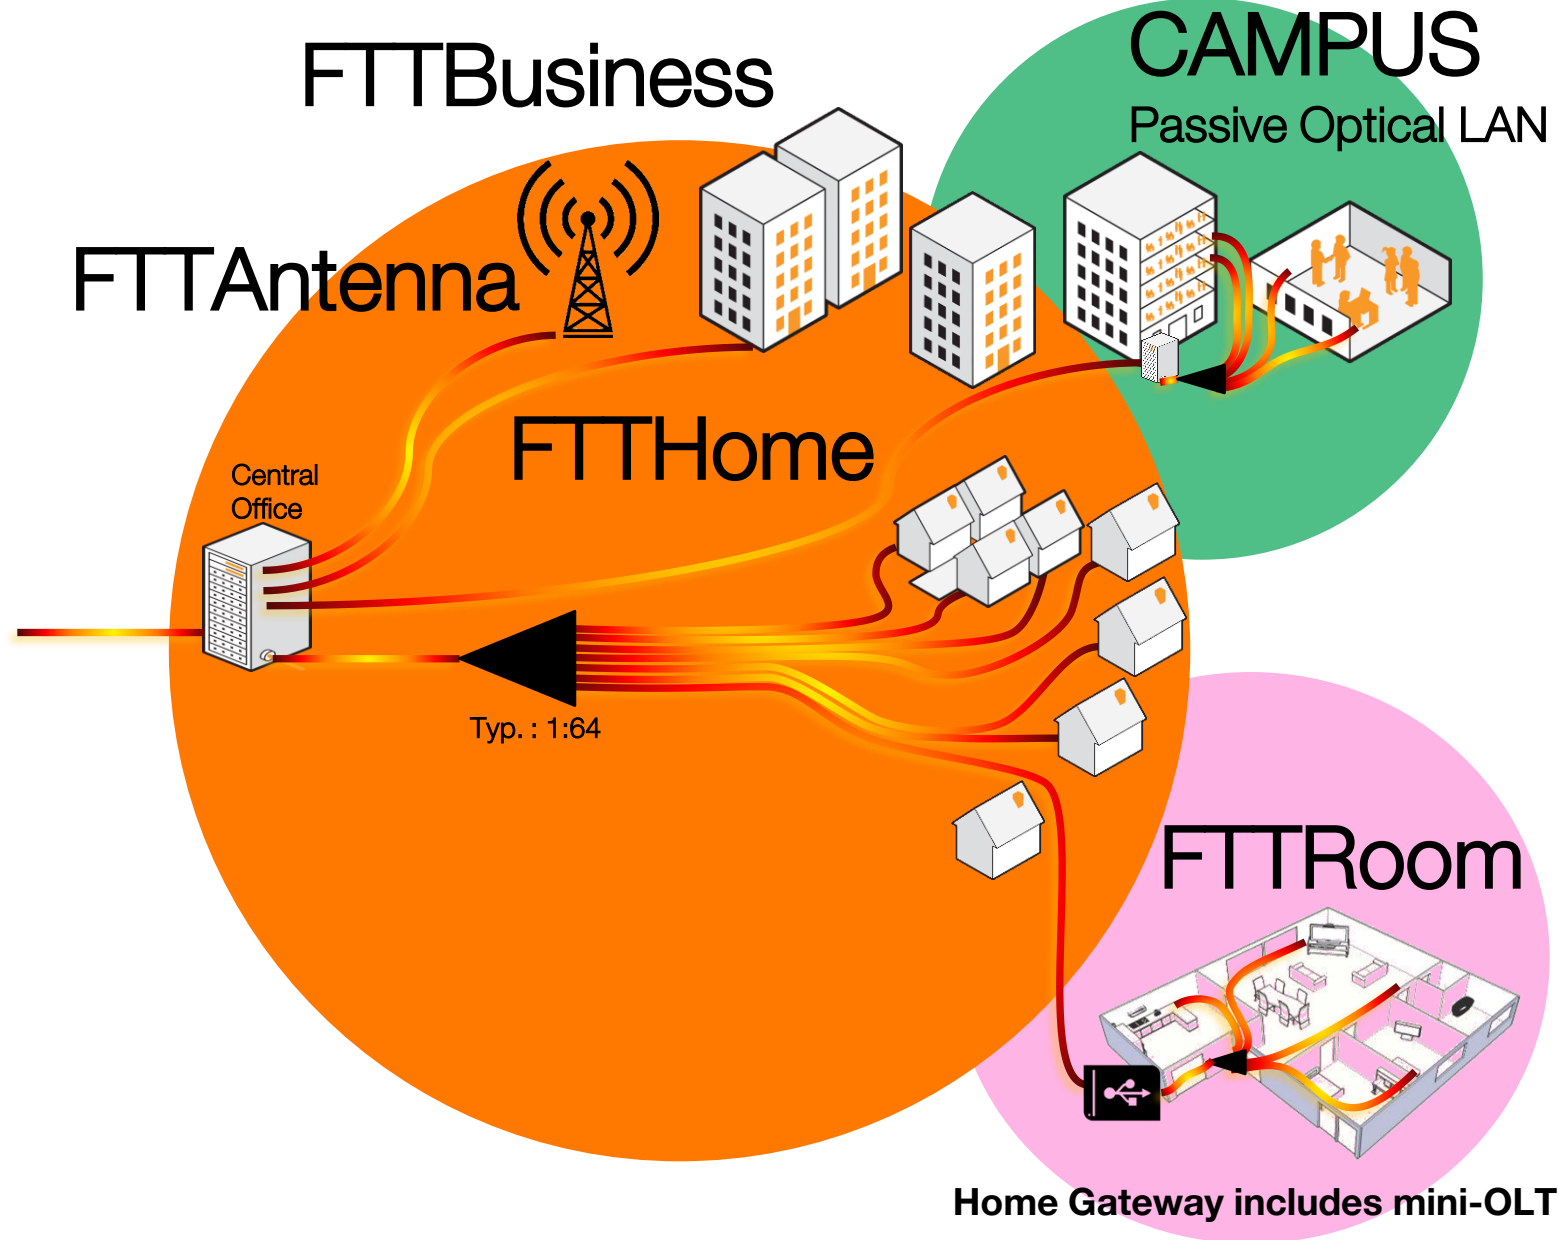 CAMPUS
FTTBusiness
Passive Optical LAN
FTTAntenna
FTTHome
Central
Office
Typ. : 1:64
FTTRoom
Home Gateway includes mini-OLT